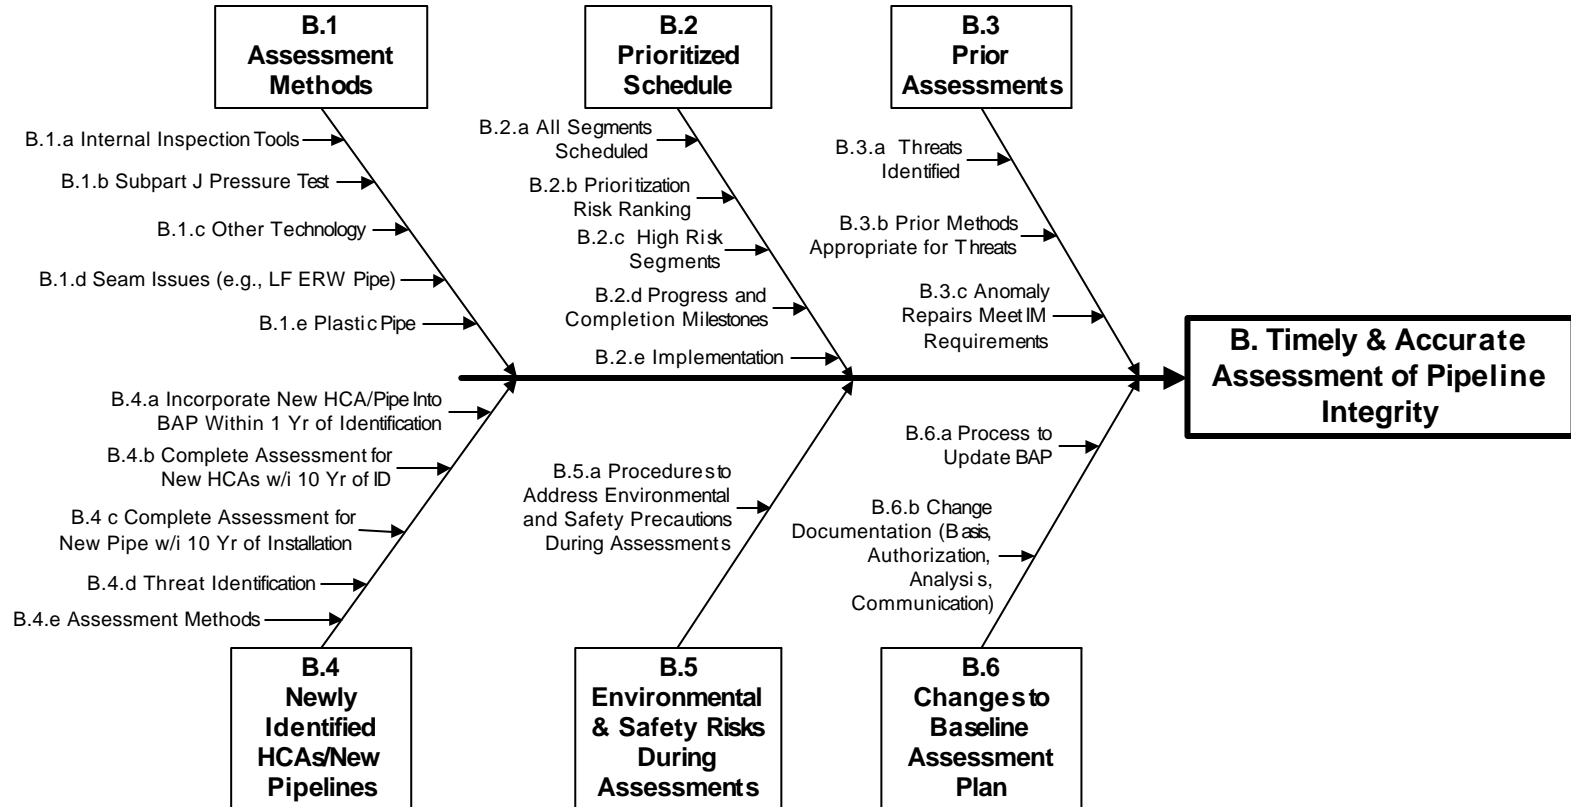 B.1
Assessment
Methods
B.1.a Internal Inspection Tools
B.1.b Subpart J Pressure Test
B.1.c Other Technology
B.1.d Seam Issues (e.g., LF ERW Pipe)
B.1.e Plastic Pipe
B.2
Prioritized
Schedule
B.2.a All Segments
Scheduled
B.2.b Prioritization
Risk Ranking
B.2.c High Risk
Segments
B.2.d Progress and
Completion Milestones
B.2.e Implementation
B.3
Prior
Assessments
B.3.a Threats
Identified
B.3.b Prior Methods
Appropriate for Threats
B.3.c Anomaly
Repairs Meet IM
Requirements
B. Timely & Accurate
Assessment of Pipeline
Integrity
B.4.a Incorporate New HCA/Pipe Into
BAP Within 1 Yr of Identification
B.4.b Complete Assessment for
New HCAs w/i 10 Yr of ID
B.4 c Complete Assessment for
New Pipe w/i 10 Yr of Installation
B.4.d Threat Identification
B.4.e Assessment Methods
B.4
Newly
Identified
HCAs/New
Pipelines
B.5.a Procedures to
Address Environmental
and Safety Precautions
During Assessments
B.5
Environmental
& Safety Risks
During
Assessments
B.6.a Process to
Update BAP
B.6.b Change
Documentation (Basis,
Authorization,
Analysis,
Communication)
B.6
Changes to
Baseline
Assessment
Plan